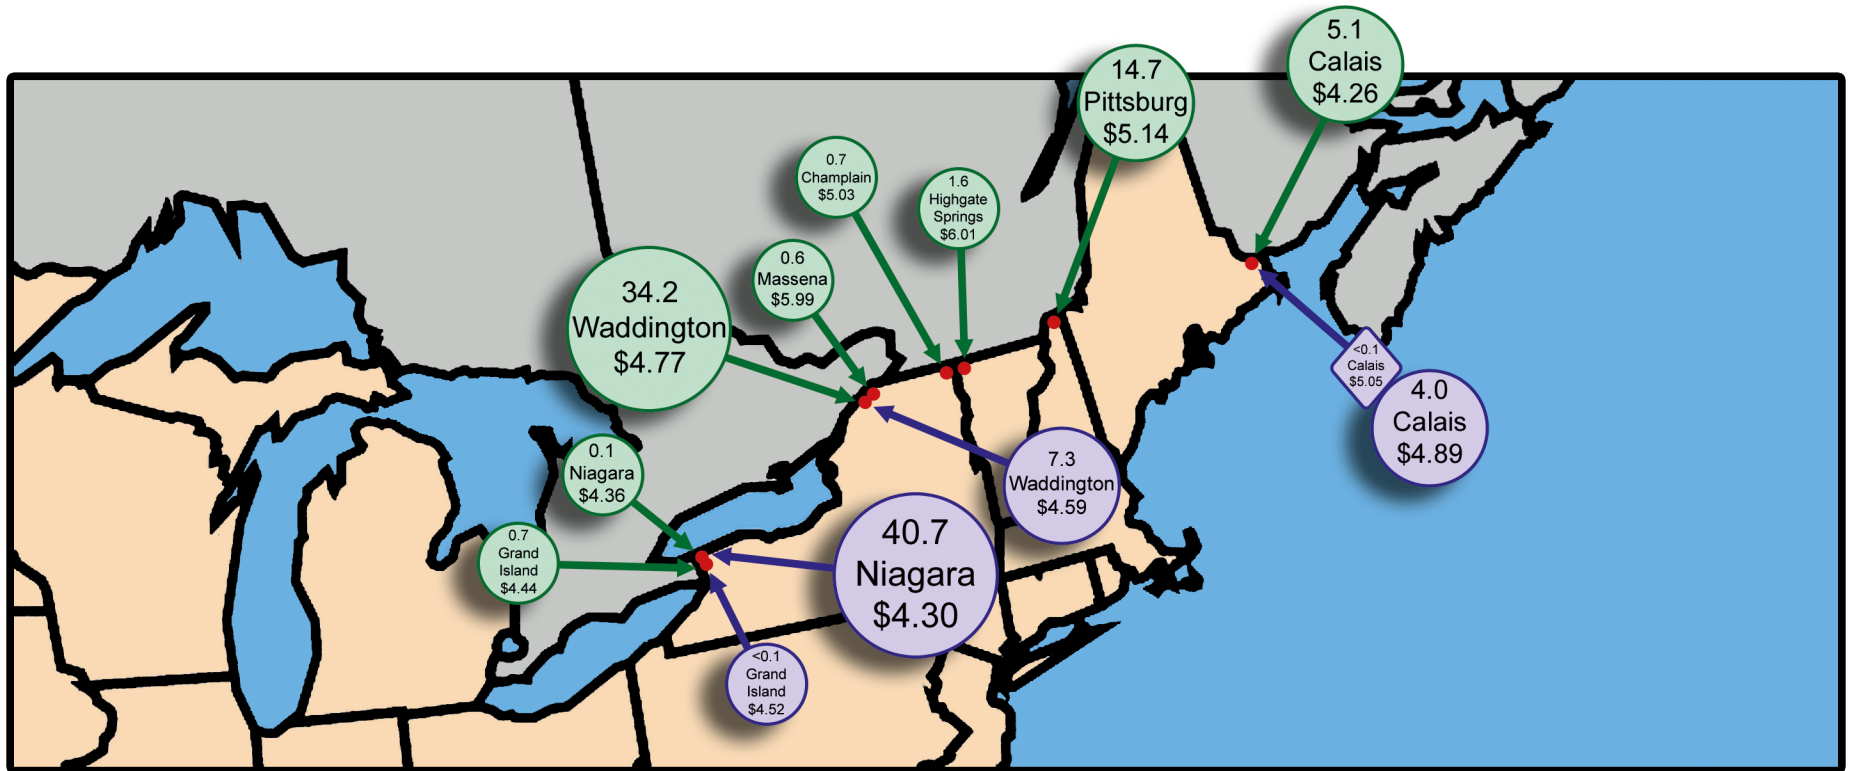 5.1
Calais
$4.26
14.7
Pittsburg
$5.14
0.7
Champlain
$5.03
1.6
Highgate
Springs
$6.01
0.6
Massena
$5.99
34.2
Waddington
$4.77
<0.1
Calais
$5.05
4.0
Calais
$4.89
0.1
Niagara
$4.36
7.3
Waddington
$4.59
40.7
Niagara
$4.30
0.7
Grand
Island
$4.44
<0.1
Grand
Island
$4.52